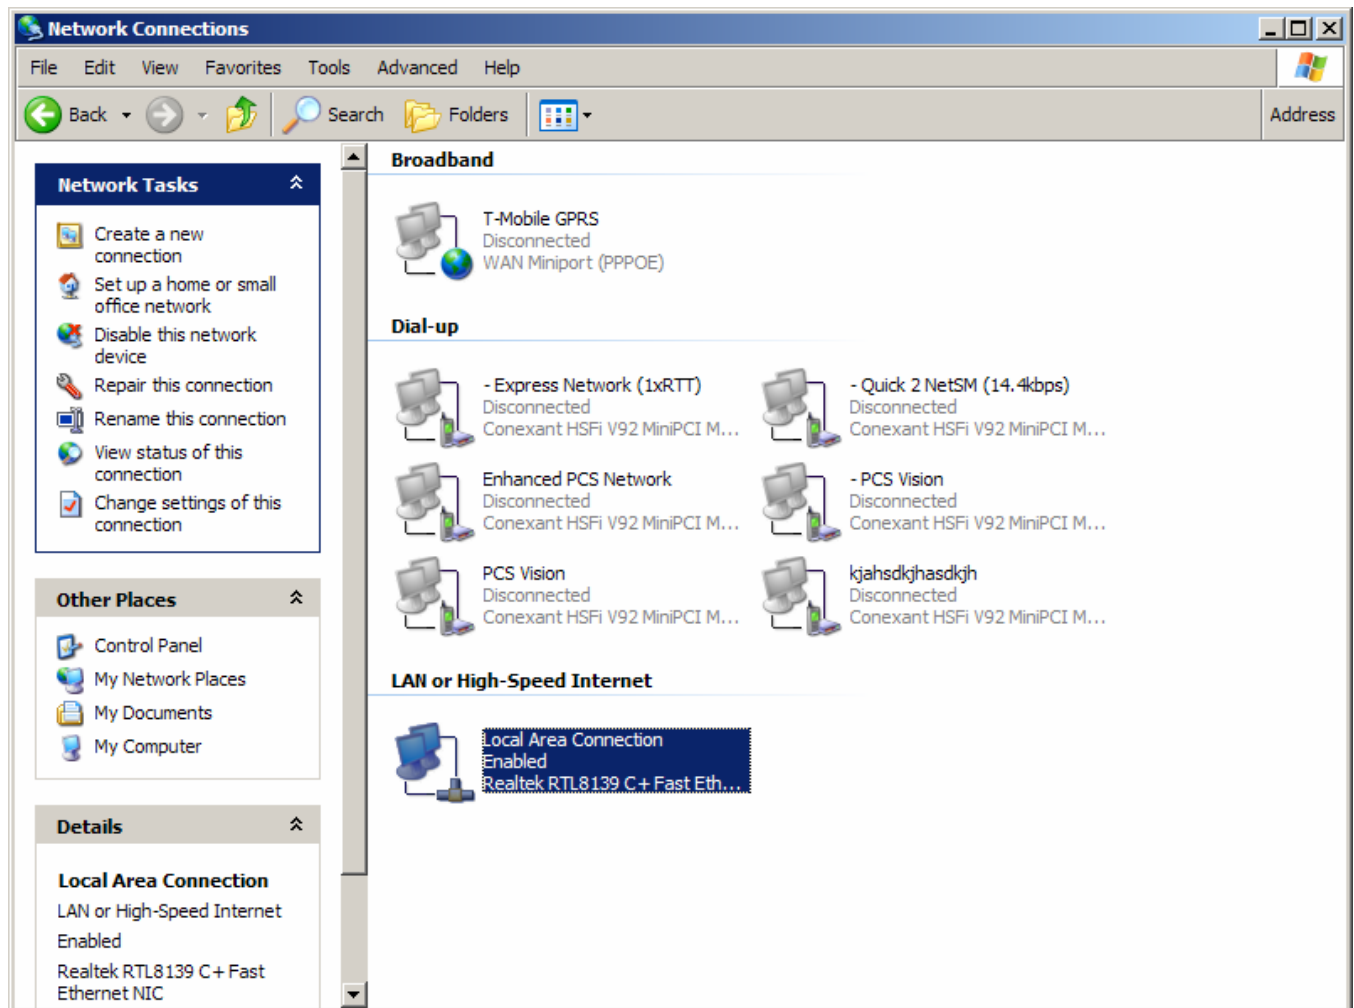 Network Connections
File Edit View Favorites Tools Advanced Help
Back Search Folders Address
Network Tasks
Create a new
connection
Set up a home or small
office network
Disable this network
device
Repair this connection
Rename this connection
View status of this
connection
Change settings of this
connection
Other Places
Control Panel
My Network Places
My Documents
My Computer
Details
Local Area Connection
LAN or High-Speed Internet
Enabled
Realtek RTL8139 C+ Fast
Ethernet NIC
Broadband
T-Mobile GPRS
Disconnected
WAN Miniport (PPPOE)
Dial-up
- Express Network (1xRTT)
Disconnected
Conexant HSFi V92 MiniPCI M...
- Quick 2 NetSM (14.4kbps)
Disconnected
Conexant HSFi V92 MiniPCI M...
Enhanced PCS Network
Disconnected
Conexant HSFi V92 MiniPCI M...
- PCS Vision
Disconnected
Conexant HSFi V92 MiniPCI M...
PCS Vision
Disconnected
Conexant HSFi V92 MiniPCI M...
kjahsdkjhasdkjh
Disconnected
Conexant HSFi V92 MiniPCI M...
LAN or High-Speed Internet
Local Area Connection
Enabled
Realtek RTL8139 C+ Fast Eth...